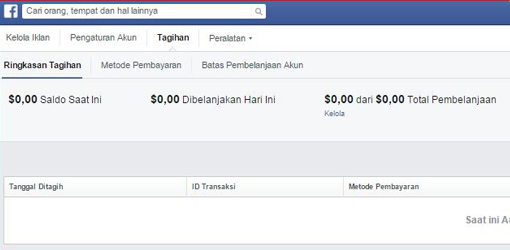 f Cari orang, tempat dan hal lainnya
Kelola Iklan Pengaturan Akun Tagihan Peralatan
Ringkasan Tagihan Metode Pembayaran Batas Pembelanjaan Akun
$0,00 Saldo Saat Ini $0,00 Dibelanjakan Hari Ini $0,00 dari $0,00 Total Pembelanjaan
Kelola
Tanggal Ditagih ID Transaksi Metode Pembayaran
Saat ini